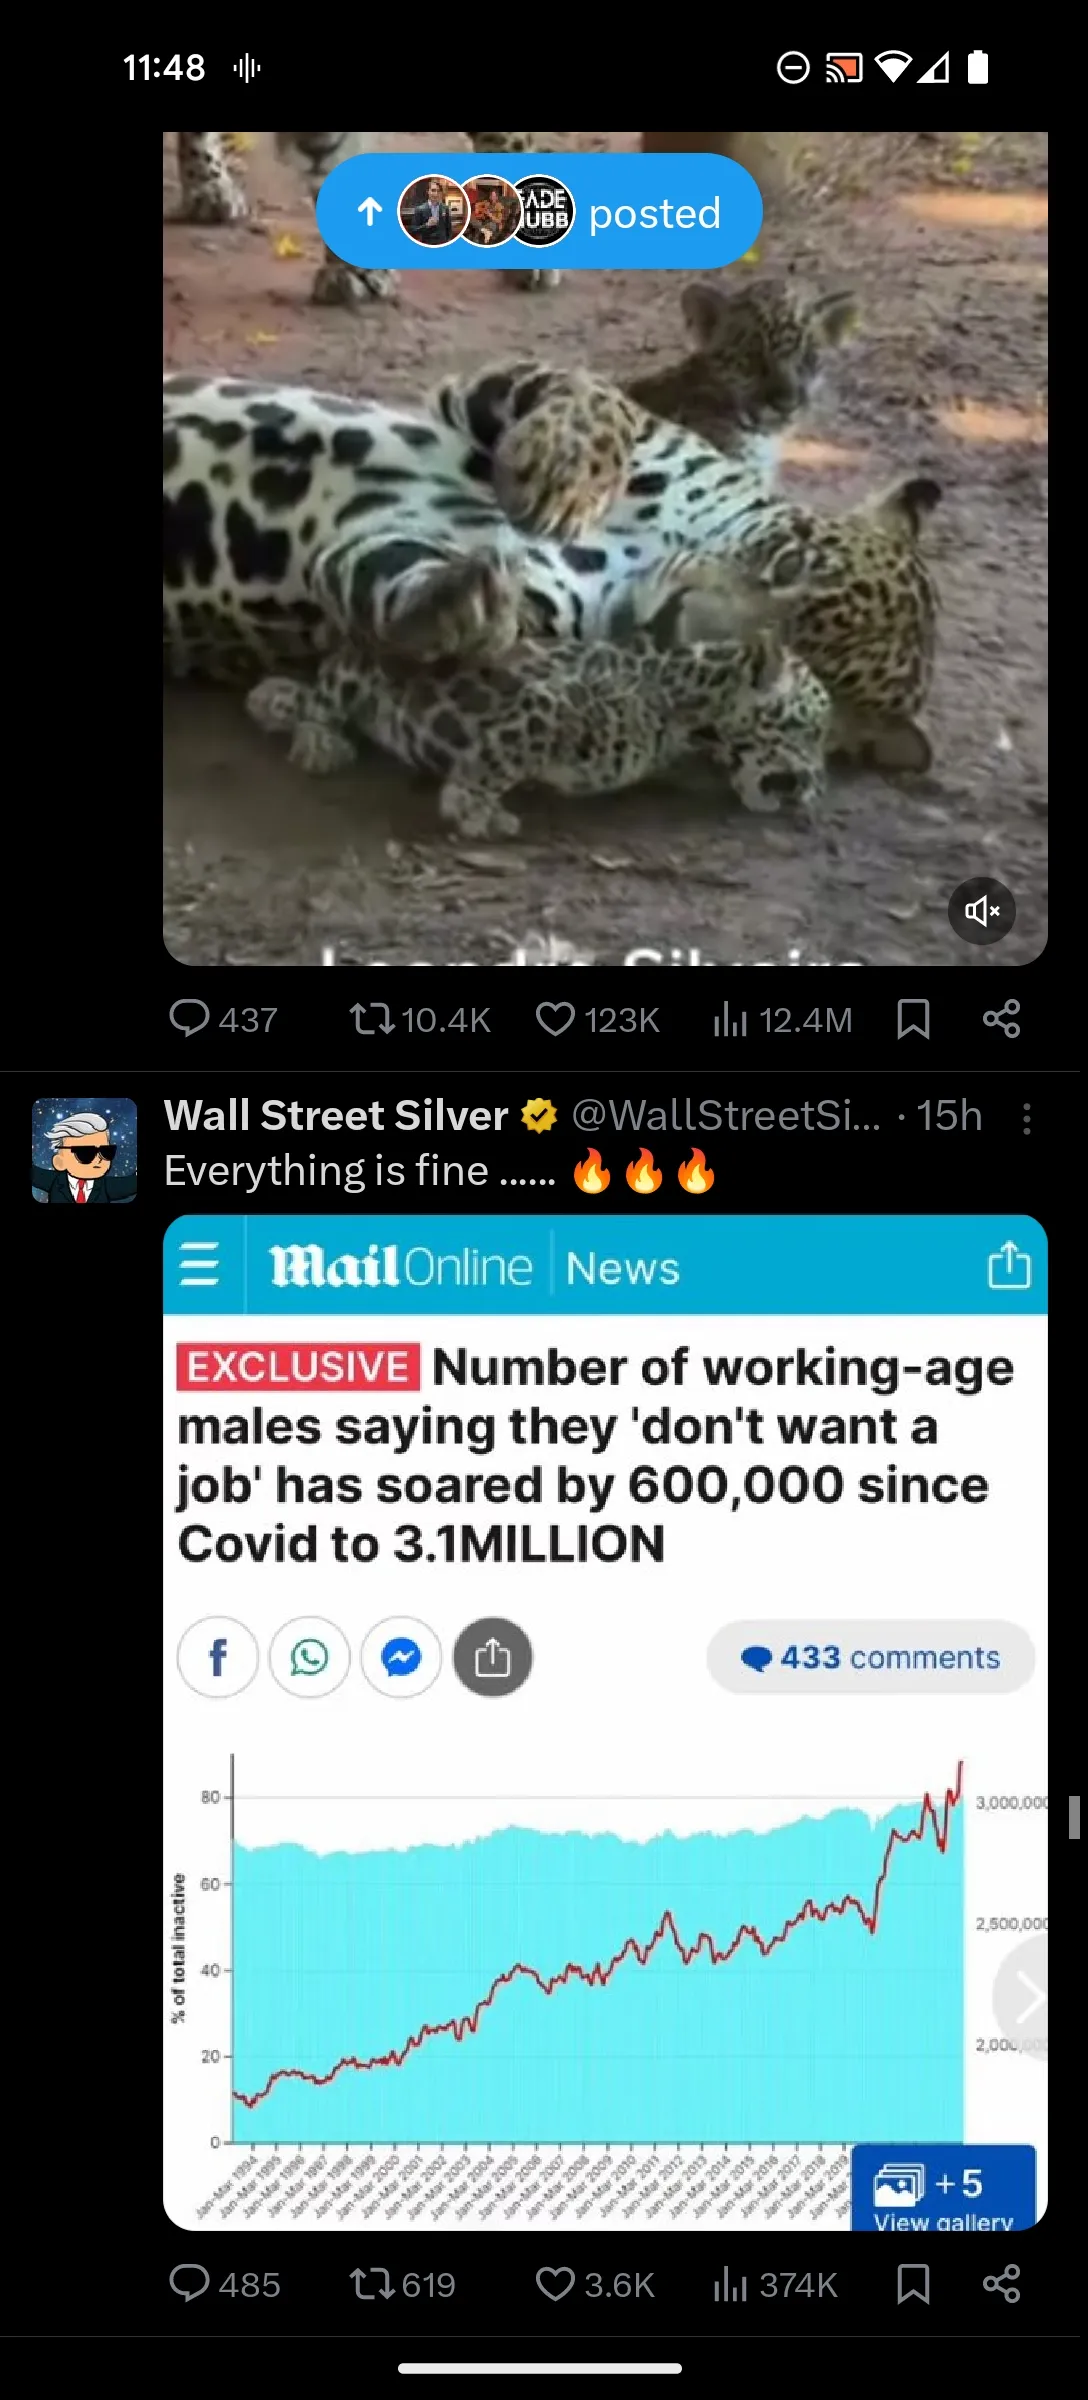 11:48
ADE
UBB
posted
437 10.4K 123K 12.4M
Wall Street Silver @WallStreetSi... · 15h
Everything is fine ...... 🔥🔥🔥
Mail Online News
EXCLUSIVE Number of working-age
males saying they 'don't want a
job' has soared by 600,000 since
Covid to 3.1MILLION
433 comments
% of total inactive
80
60
40
20
0
3,000,000
2,500,000
2,000,000
Jan-Mar 1994
Jan-Mar 1995
Jan-Mar 1996
Jan-Mar 1997
Jan-Mar 1998
Jan-Mar 1999
Jan-Mar 2000
Jan-Mar 2001
Jan-Mar 2002
Jan-Mar 2003
Jan-Mar 2004
Jan-Mar 2005
Jan-Mar 2006
Jan-Mar 2007
Jan-Mar 2008
Jan-Mar 2009
Jan-Mar 2010
Jan-Mar 2011
Jan-Mar 2012
Jan-Mar 2013
Jan-Mar 2014
Jan-Mar 2015
Jan-Mar 2016
Jan-Mar 2017
Jan-Mar 2018
Jan-Mar 2019
+5
View gallery
485 619 3.6K 374K